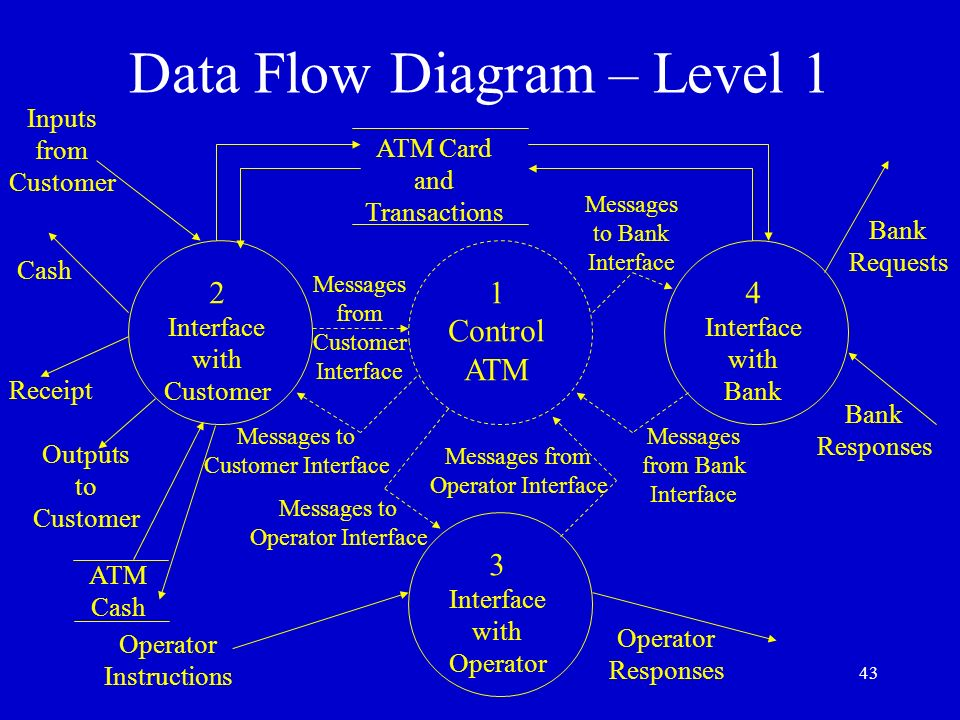 Data Flow Diagram – Level 1
Inputs
from
Customer
ATM Card
and
Transactions
Messages
to Bank
Interface
Bank
Requests
Cash
2
Interface
with
Customer
Messages
from
Customer
Interface
1
Control
ATM
4
Interface
with
Bank
Receipt
Bank
Responses
Outputs
to
Customer
Messages to
Customer Interface
Messages from
Operator Interface
Messages
from Bank
Interface
Messages to
Operator Interface
ATM
Cash
3
Interface
with
Operator
Operator
Instructions
Operator
Responses
43